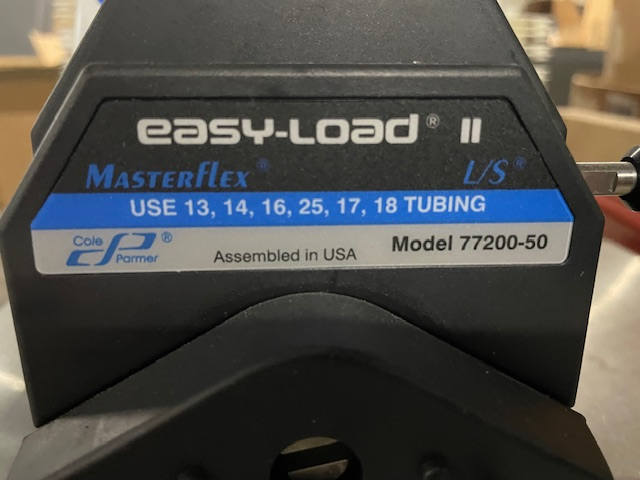 easy-Load® II
MASTERFLEX® L/S®
USE 13, 14, 16, 25, 17, 18 TUBING
Cole Parmer®
Assembled in USA
Model 77200-50